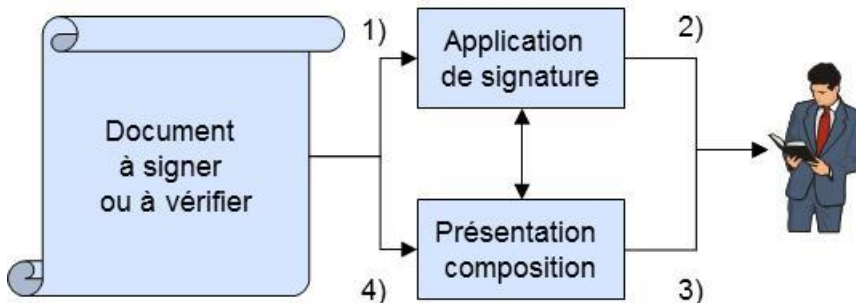 1)
Application
de signature
2)
Document
à signer
ou à vérifier
4)
Présentation
composition
3)